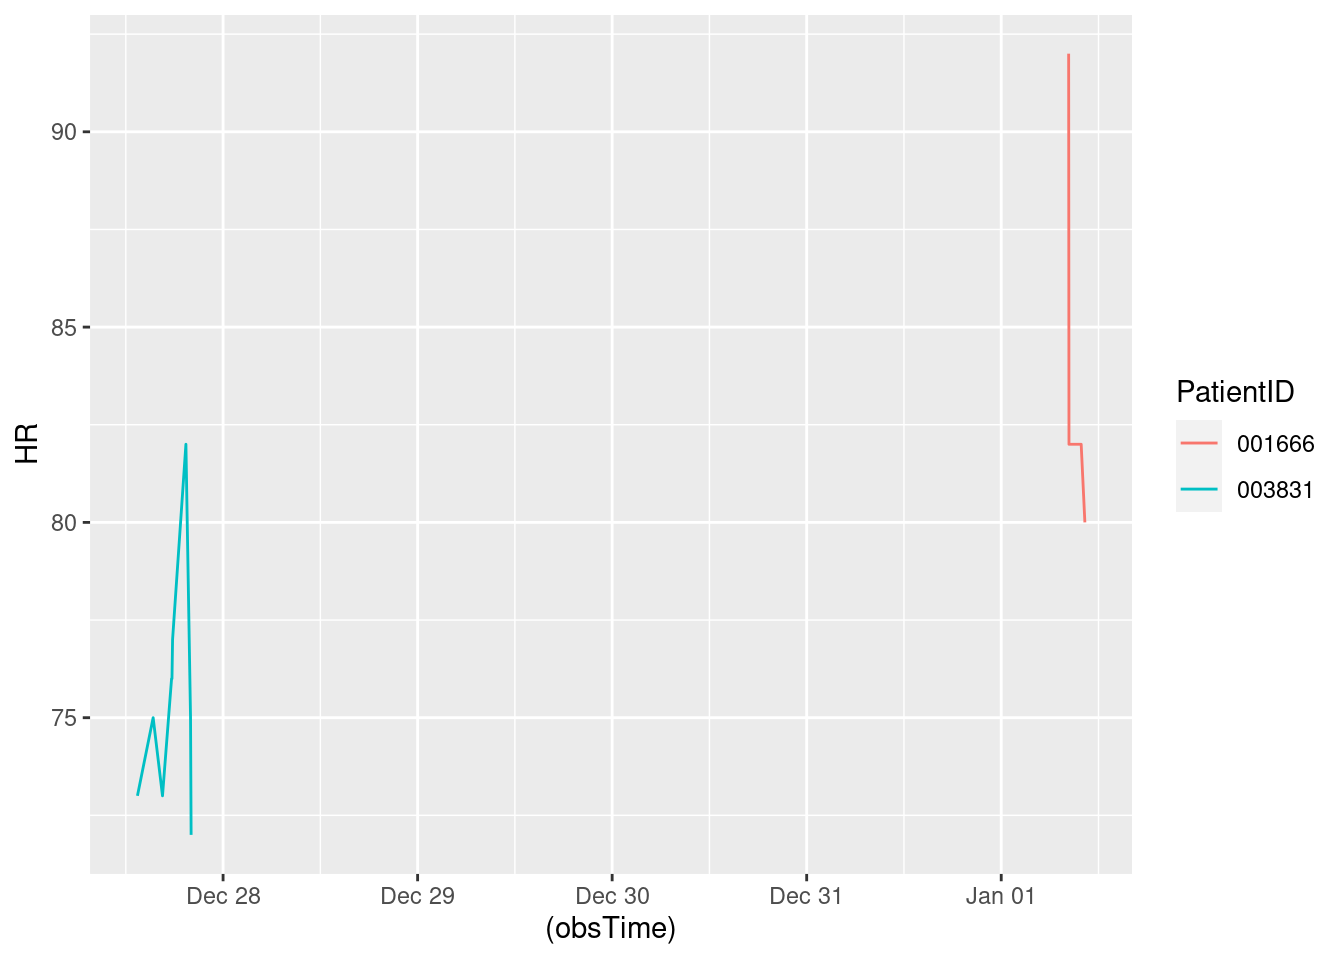 HR
90
85
80
75
Dec 28
Dec 29
Dec 30
Dec 31
Jan 01
(obsTime)
PatientID
001666
003831